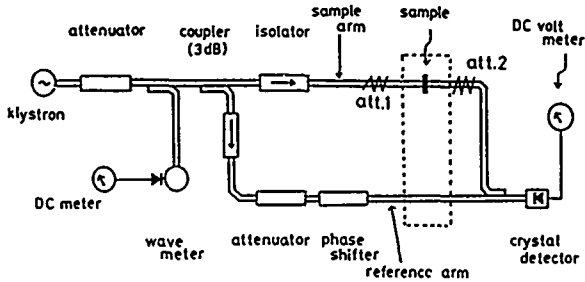 attenuator
coupler
(3dB)
isolator
sample
arm
sample
DC volt
meter
klystron
att.1
att.2
DC meter
wave
meter
attenuator
phase
shifter
reference arm
crystal
detector